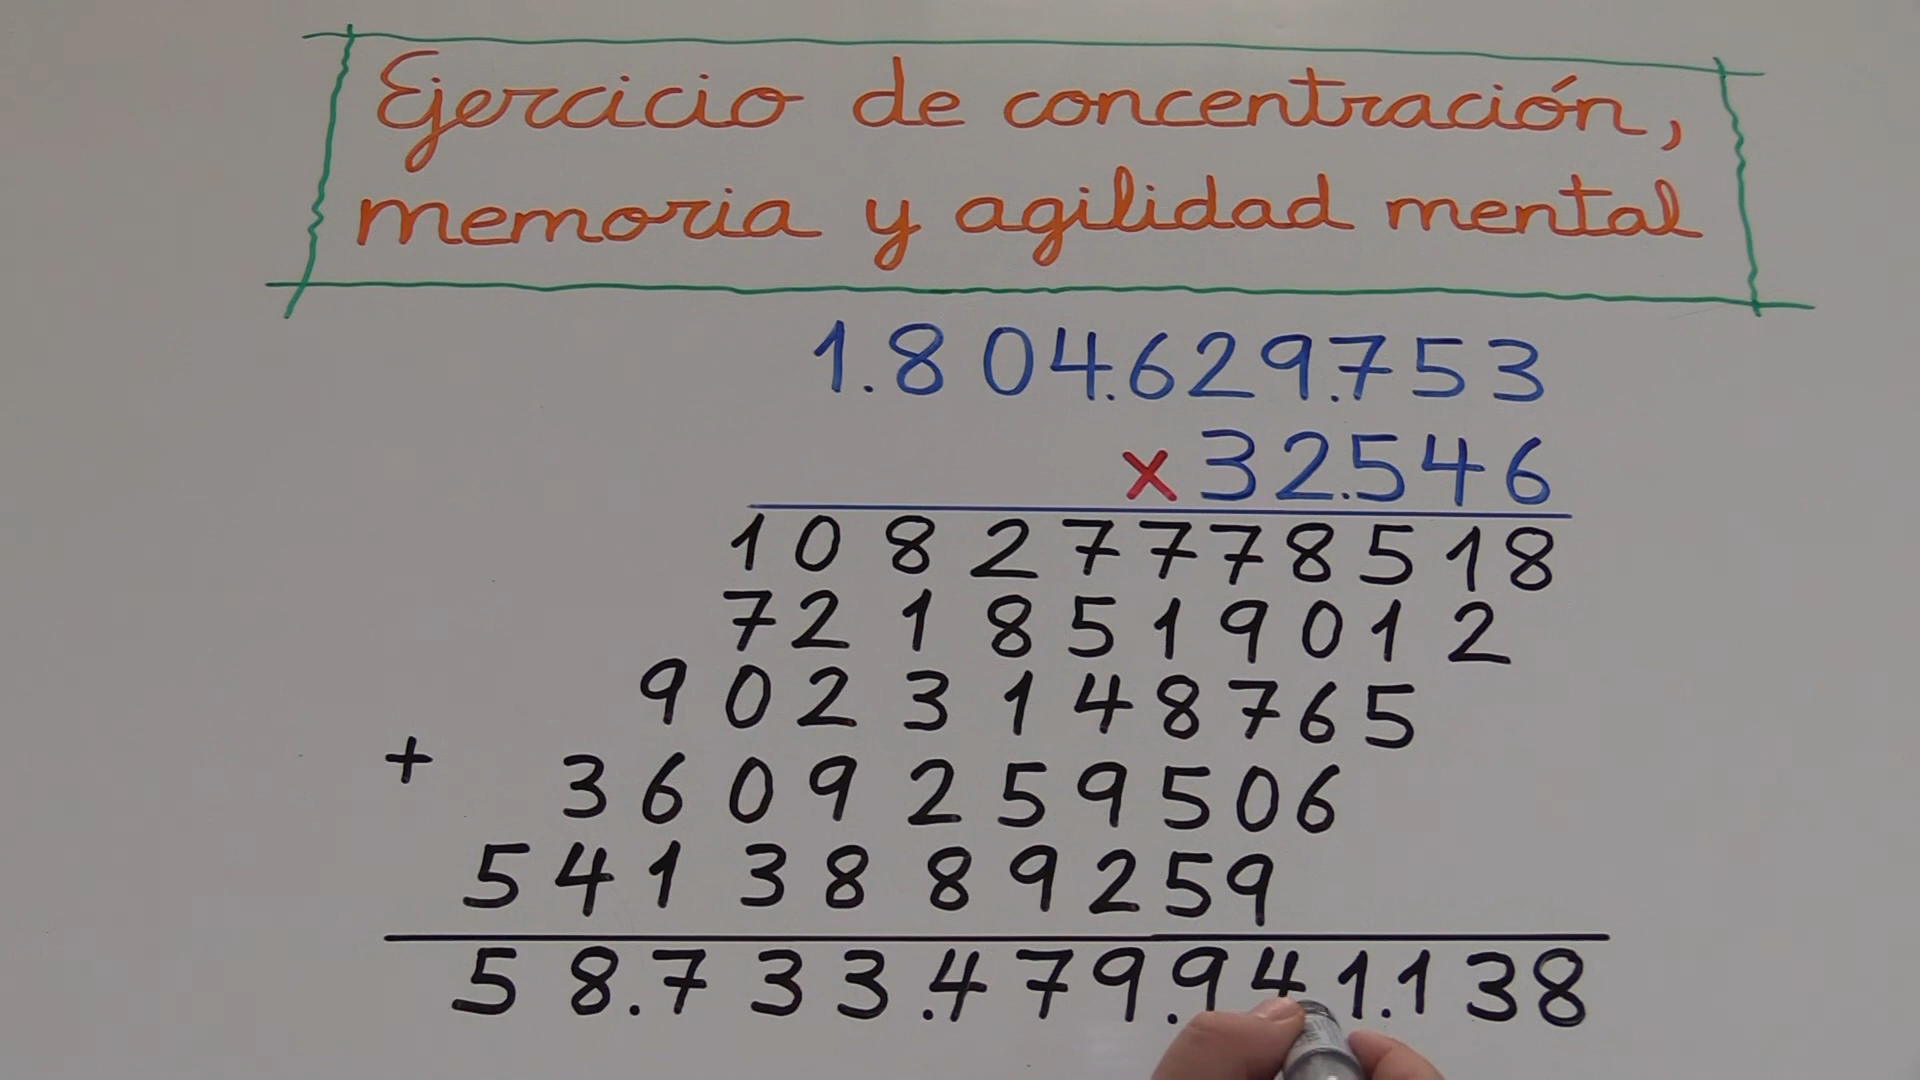 Ejercicio de concentración,
memoria y agilidad mental
1.804.629.753
x 32.546
10827778518
7218519012
9023148765
+
3609259506
5413889259
58.733.479.941.138